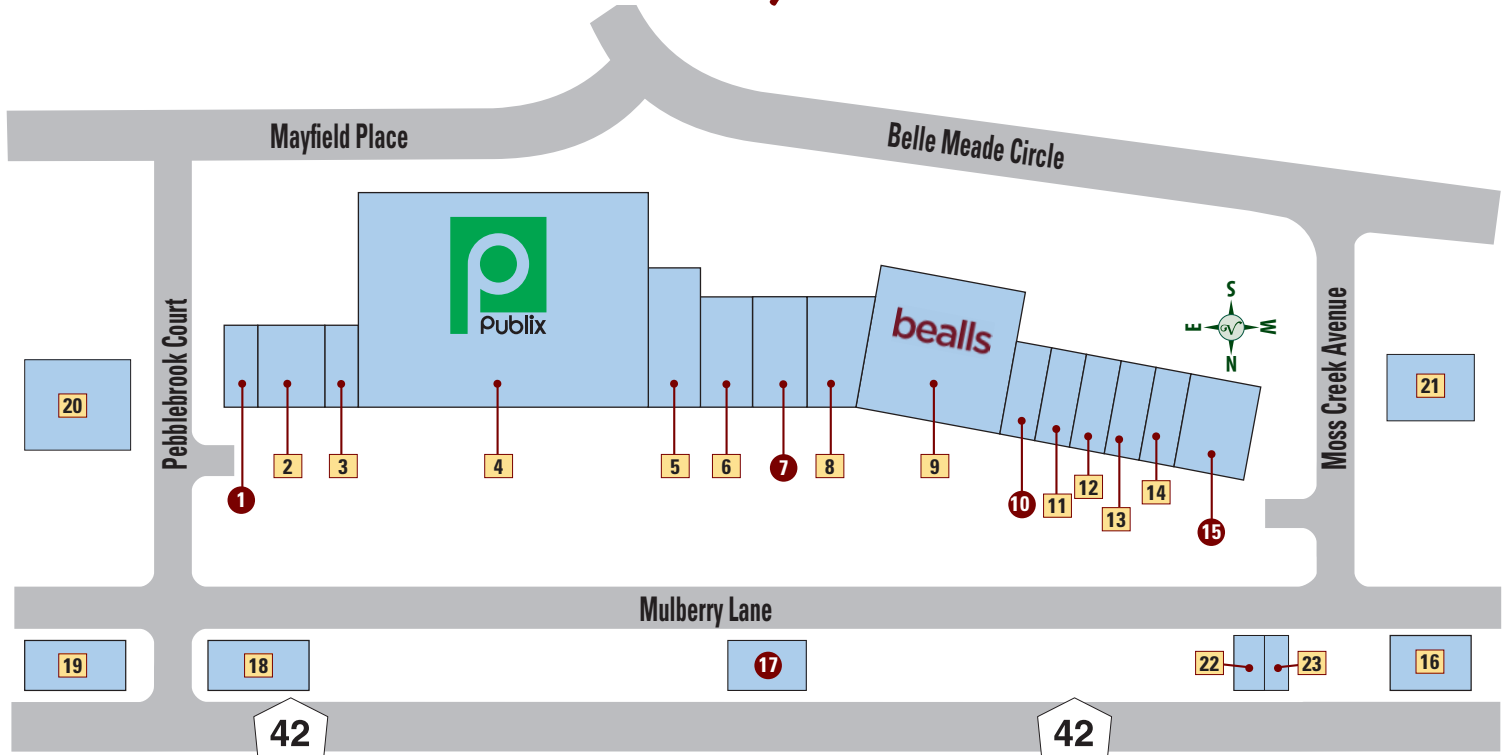 Mayfield Place
Belle Meade Circle
Publix
bealls
S
E
W
N
V
Pebblebrook Court
Moss Creek Avenue
20
21
1
2
3
4
5
6
7
8
9
10
11
12
13
14
15
Mulberry Lane
19
18
17
22
23
16
42
42